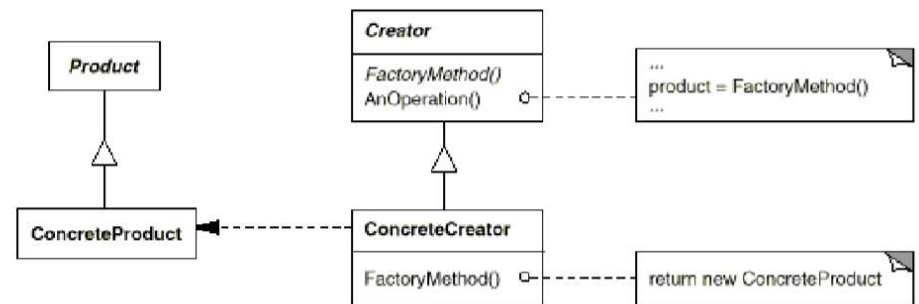 Product
ConcreteProduct
Creator
FactoryMethod()
AnOperation()
...
product = FactoryMethod()
...
ConcreteCreator
FactoryMethod()
return new ConcreteProduct